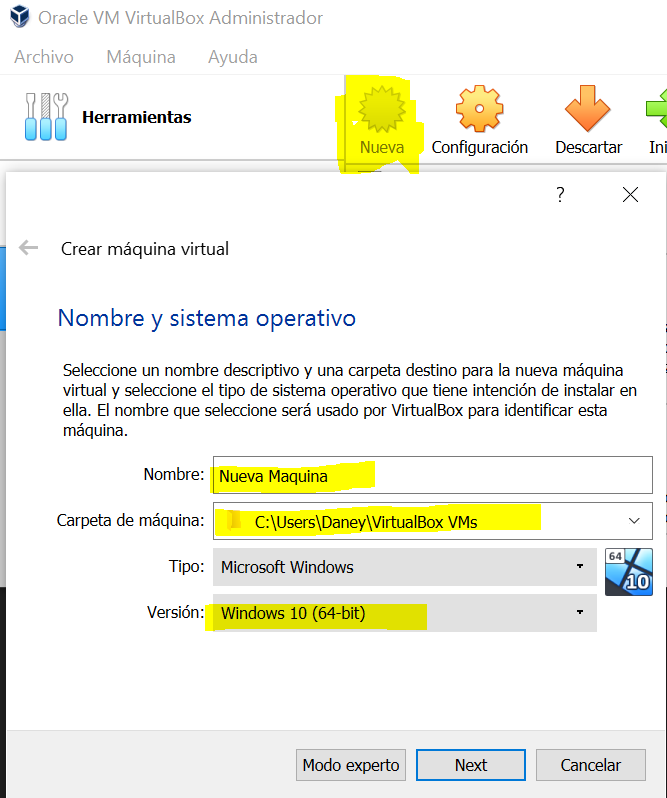 Oracle VM VirtualBox Administrador
Archivo Máquina Ayuda
Herramientas
Nueva Configuración Descartar Ini
?
Crear máquina virtual
Nombre y sistema operativo
Seleccione un nombre descriptivo y una carpeta destino para la nueva máquina
virtual y seleccione el tipo de sistema operativo que tiene intención de instalar en
ella. El nombre que seleccione será usado por VirtualBox para identificar esta
máquina.
Nombre: Nueva Maquina
Carpeta de máquina: C:\Users\Daney\VirtualBox VMs
Tipo: Microsoft Windows
64
10
Versión: Windows 10 (64-bit)
Modo experto Next Cancelar